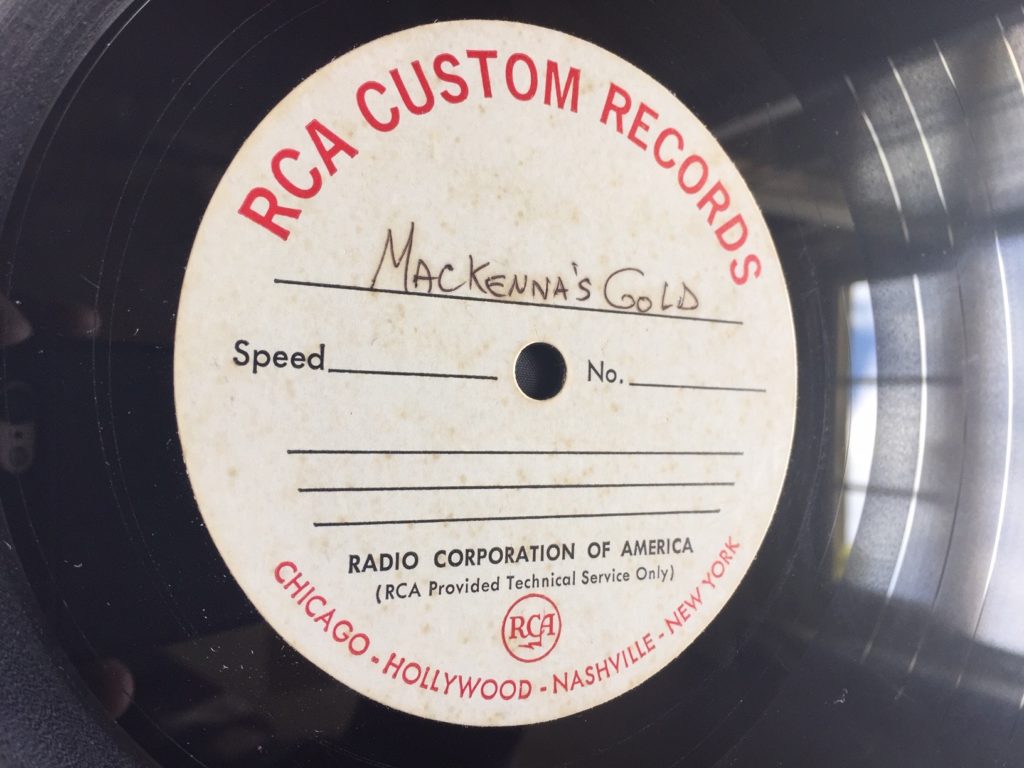 RCA CUSTOM RECORDS
MACKENNA'S GOLD
Speed No.
RADIO CORPORATION OF AMERICA
(RCA Provided Technical Service Only)
RCA
CHICAGO - HOLLYWOOD - NASHVILLE - NEW YORK